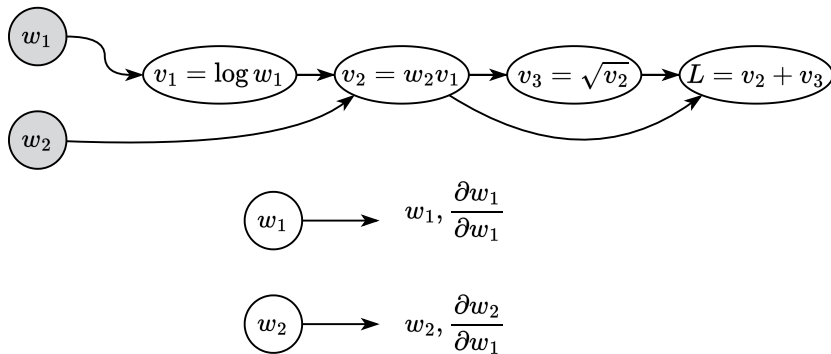 w₁
v₁ = log w₁
v₂ = w₂v₁
v₃ = √v₂
L = v₂ + v₃
w₂
w₁
w₁, ∂w₁/∂w₁
w₂
w₂, ∂w₂/∂w₁